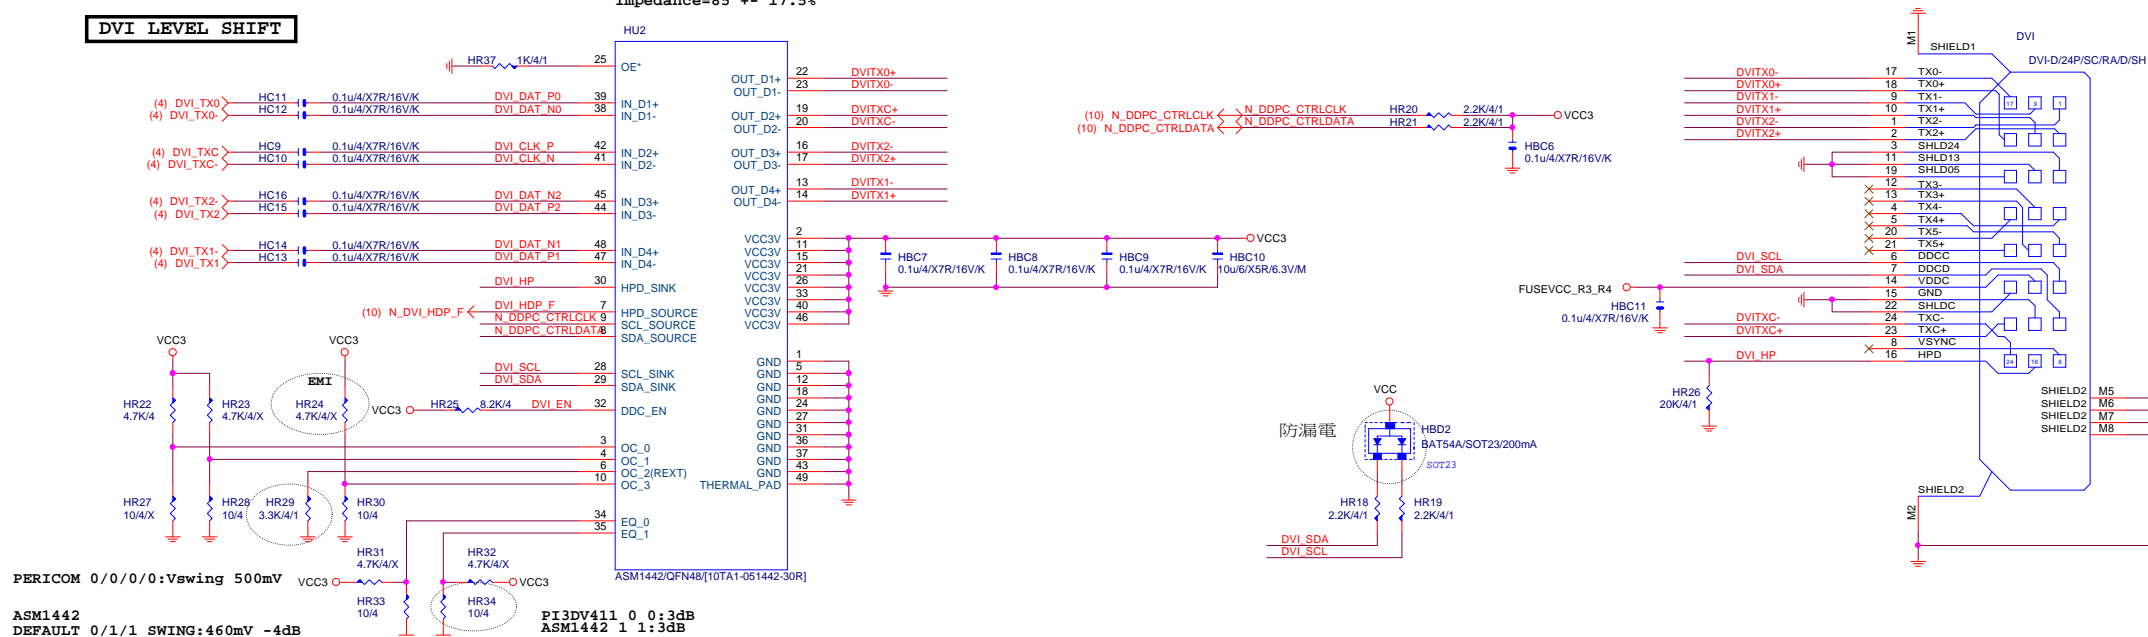 Impedance=85 +- 17.5%
DVI LEVEL SHIFT
HU2
HR37 1K/4/1 25 OE*
(4) DVI_TX0 HC11 0.1u/4/X7R/16V/K DVI_DAT_P0 39 IN_D1+
(4) DVI_TX0- HC12 0.1u/4/X7R/16V/K DVI_DAT_N0 38 IN_D1-
(4) DVI_TXC HC9 0.1u/4/X7R/16V/K DVI_CLK_P 42 IN_D2+
(4) DVI_TXC- HC10 0.1u/4/X7R/16V/K DVI_CLK_N 41 IN_D2-
(4) DVI_TX2- HC16 0.1u/4/X7R/16V/K DVI_DAT_N2 45 IN_D3+
(4) DVI_TX2 HC15 0.1u/4/X7R/16V/K DVI_DAT_P2 44 IN_D3-
(4) DVI_TX1- HC14 0.1u/4/X7R/16V/K DVI_DAT_N1 48 IN_D4+
(4) DVI_TX1 HC13 0.1u/4/X7R/16V/K DVI_DAT_P1 47 IN_D4-
DVI_HP 30 HPD_SINK
(10) N_DVI_HDP_F DVI_HDP_F 7 HPD_SOURCE
N_DDPC_CTRLCLK 9 SCL_SOURCE
N_DDPC_CTRLDATA 8 SDA_SOURCE
DVI_SCL 28 SCL_SINK
DVI_SDA 29 SDA_SINK
VCC3 HR25 8.2K/4 DVI_EN 32 DDC_EN
3 OC_0
4 OC_1
6 OC_2(REXT)
10 OC_3
34 EQ_0
35 EQ_1
VCC3 VCC3
EMI
HR22 HR23 HR24
4.7K/4 4.7K/4/X 4.7K/4/X
HR27 HR28 HR29 HR30
10/4/X 10/4 3.3K/4/1 10/4
HR31 HR32
4.7K/4/X 4.7K/4/X
VCC3 VCC3
HR33 HR34
10/4 10/4
PERICOM 0/0/0/0:Vswing 500mV
ASM1442
DEFAULT 0/1/1 SWING:460mV -4dB
PI3DV411 0 0:3dB
ASM1442 1 1:3dB
OUT_D1+ 22 DVITX0+
OUT_D1- 23 DVITX0-
OUT_D2+ 19 DVITXC+
OUT_D2- 20 DVITXC-
OUT_D3+ 16 DVITX2-
OUT_D3- 17 DVITX2+
OUT_D4+ 13 DVITX1-
OUT_D4- 14 DVITX1+
VCC3V 2 VCC3
VCC3V 11
VCC3V 15
VCC3V 21
VCC3V 26
VCC3V 33
VCC3V 40
VCC3V 46
HBC7 HBC8 HBC9 HBC10
0.1u/4/X7R/16V/K 0.1u/4/X7R/16V/K 0.1u/4/X7R/16V/K 10u/6/X5R/6.3V/M
GND 1
GND 5
GND 12
GND 18
GND 24
GND 27
GND 31
GND 36
GND 37
GND 43
THERMAL_PAD 49
ASM1442/QFN48/[10TA1-051442-30R]
(10) N_DDPC_CTRLCLK N_DDPC_CTRLCLK HR20 2.2K/4/1 VCC3
(10) N_DDPC_CTRLDATA N_DDPC_CTRLDATA HR21 2.2K/4/1
HBC6
0.1u/4/X7R/16V/K
VCC
防漏電
HBD2
BAT54A/SOT23/200mA
SOT23
HR18 HR19
2.2K/4/1 2.2K/4/1
DVI_SDA
DVI_SCL
DVI
DVI-D/24P/SC/RA/D/SH
M1 SHIELD1
DVITX0- 17 TX0-
DVITX0+ 18 TX0+
DVITX1- 9 TX1-
DVITX1+ 10 TX1+
DVITX2- 1 TX2-
DVITX2+ 2 TX2+
3 SHLD24
11 SHLD13
19 SHLD05
12 TX3-
13 TX3+
4 TX4-
5 TX4+
20 TX5-
21 TX5+
DVI_SCL 6 DDCC
DVI_SDA 7 DDCD
FUSEVCC_R3_R4 14 VDDC
15 GND
22 SHLDC
DVITXC- 24 TXC-
DVITXC+ 23 TXC+
8 VSYNC
DVI_HP 16 HPD
HBC11
0.1u/4/X7R/16V/K
HR26
20K/4/1
17 9 1
24 16 8
SHIELD2 M5
SHIELD2 M6
SHIELD2 M7
SHIELD2 M8
SHIELD2
M2